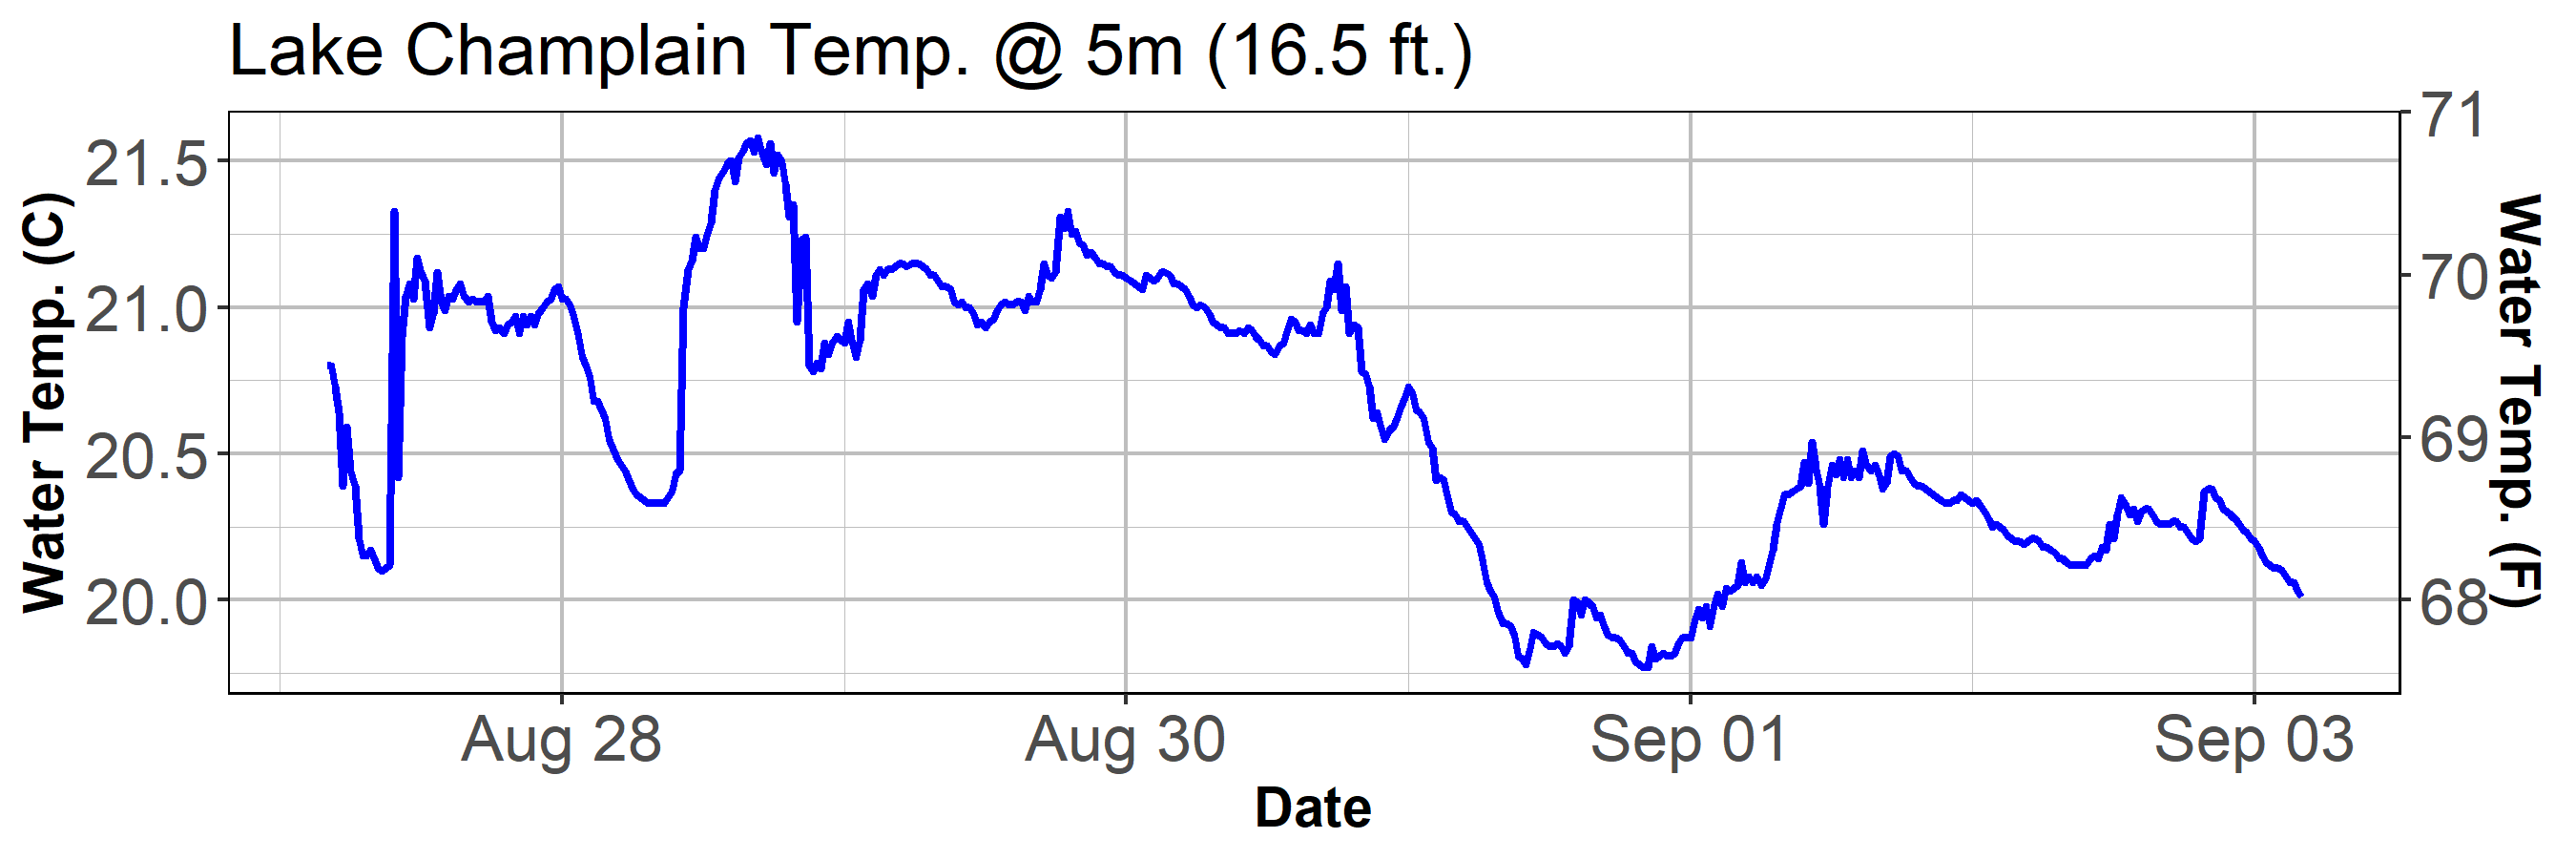 Lake Champlain Temp. @ 5m (16.5 ft.)
Water Temp. (C)
21.5
21.0
20.5
20.0
71
70
69
68
Water Temp. (F)
Aug 28 Aug 30 Sep 01 Sep 03
Date